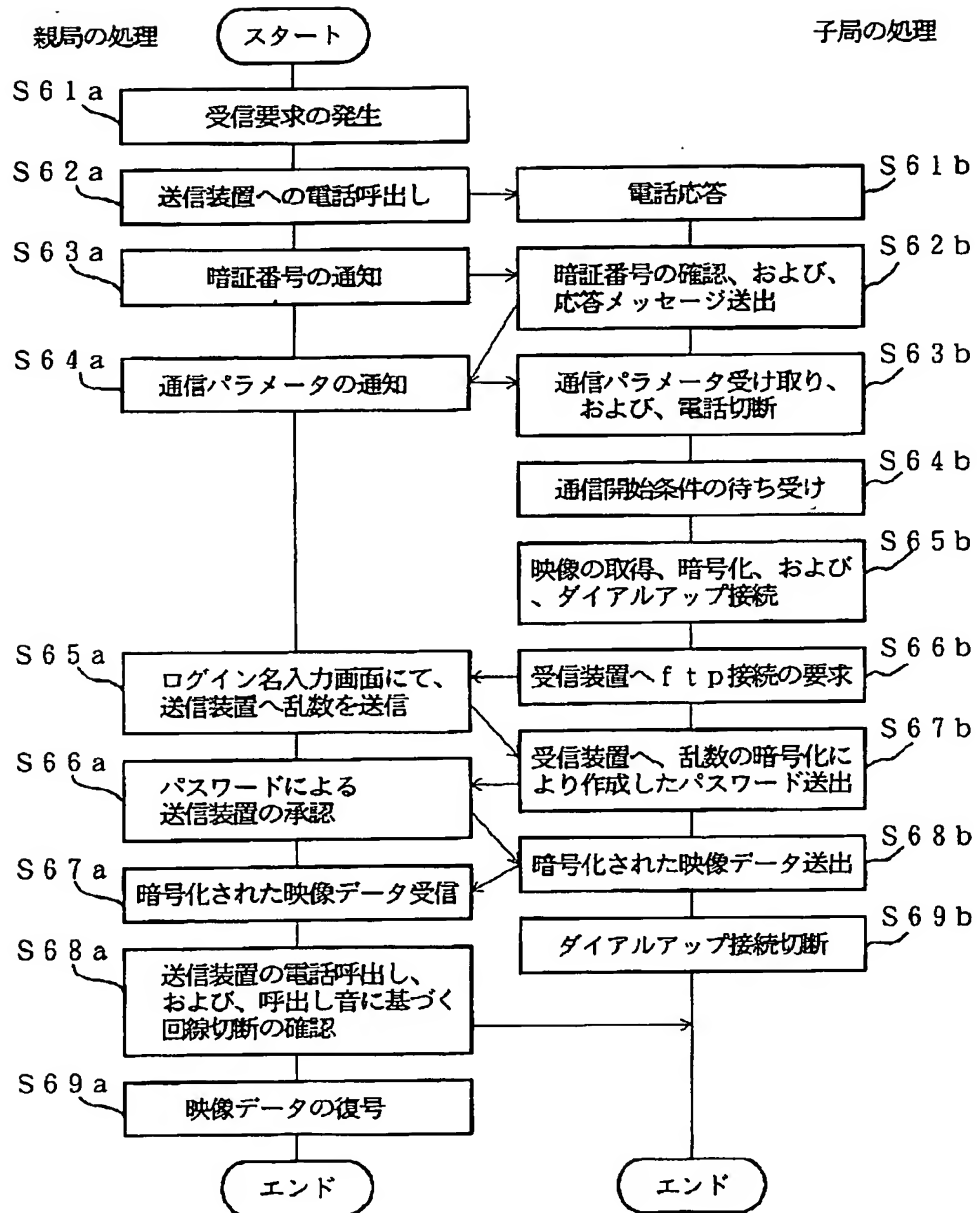 親局の処理
スタート
子局の処理
S61a
受信要求の発生
S62a
送信装置への電話呼出し
S61b
電話応答
S63a
暗証番号の通知
S62b
暗証番号の確認、および、
応答メッセージ送出
S64a
通信パラメータの通知
S63b
通信パラメータ受け取り、
および、電話切断
S64b
通信開始条件の待ち受け
S65b
映像の取得、暗号化、および
、ダイアルアップ接続
S65a
ログイン名入力画面にて、
送信装置へ乱数を送信
S66b
受信装置へftp接続の要求
S67b
受信装置へ、乱数の暗号化に
より作成したパスワード送出
S66a
パスワードによる
送信装置の承認
S68b
暗号化された映像データ送出
S67a
暗号化された映像データ受信
S69b
ダイアルアップ接続切断
S68a
送信装置の電話呼出し、
および、呼出し音に基づく
回線切断の確認
S69a
映像データの復号
エンド
エンド